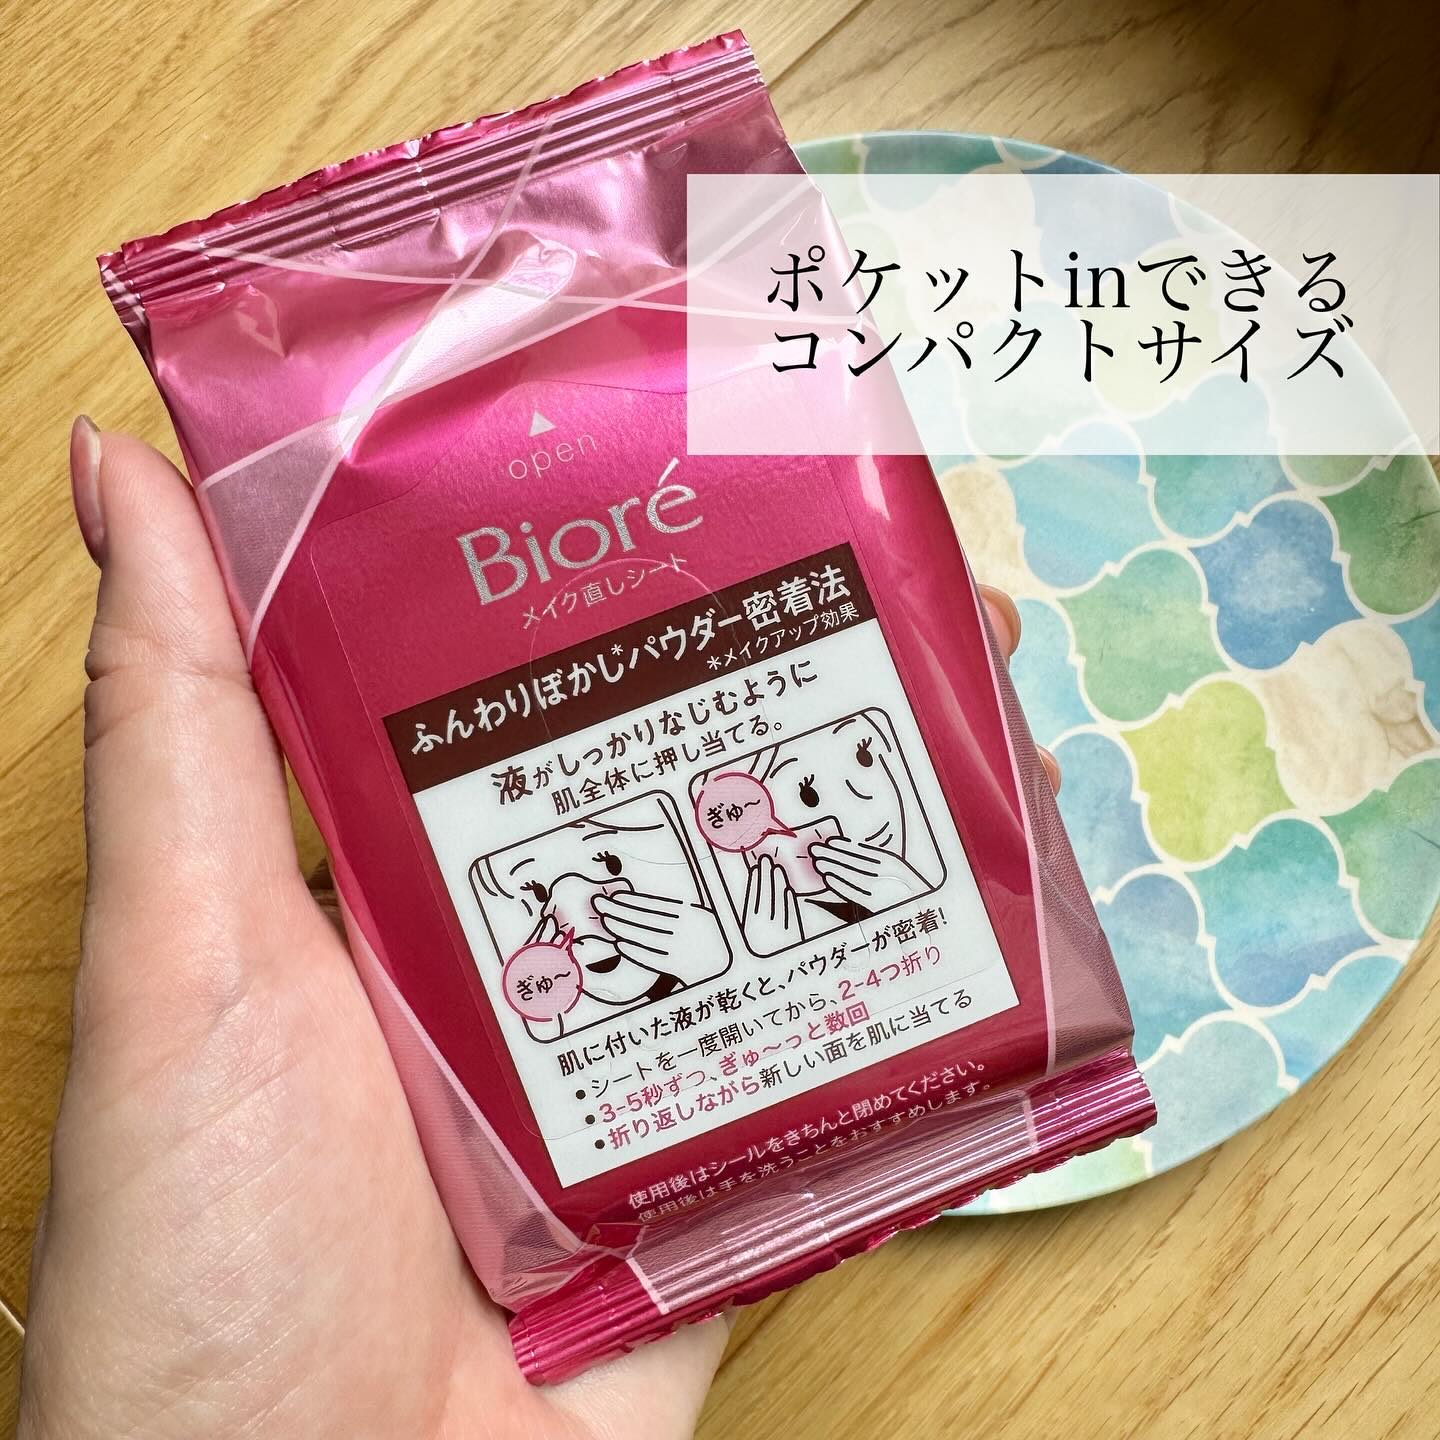 ポケットinできる
コンパクトサイズ
open
Bioré
メイク直しシート
ふんわりぼかし*パウダー密着法
*メイクアップ効果
液がしっかりなじむように
肌全体に押し当てる。
ぎゅ〜
ぎゅ〜
肌に付いた液が乾くと、パウダーが密着!
•シートを一度開いてから、2-4つ折り
•3-5秒ずつ、ぎゅ〜っと数回
•折り返しながら新しい面を肌に当てる
使用後はシールをきちんと閉めてください。
使用後は手を洗うことをおすすめします。